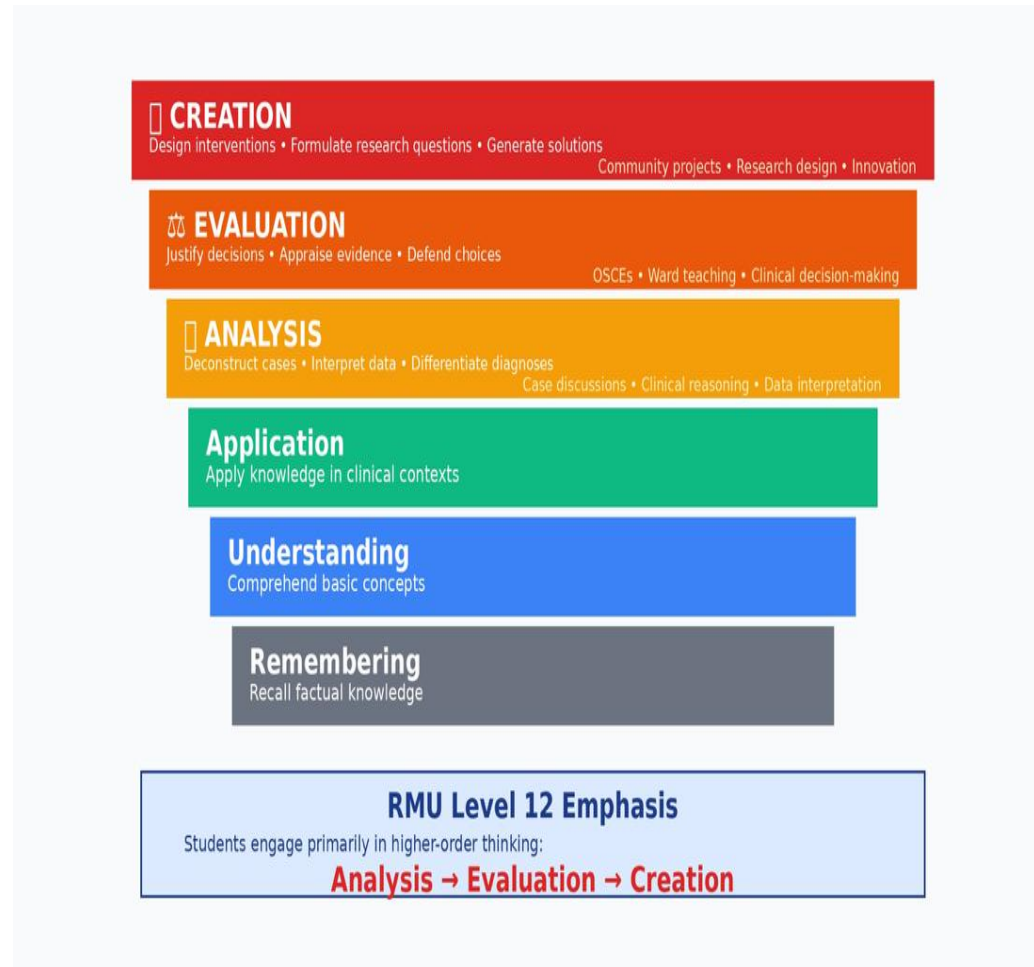 CREATION
Design interventions • Formulate research questions • Generate solutions
Community projects • Research design • Innovation
⚖ EVALUATION
Justify decisions • Appraise evidence • Defend choices
OSCEs • Ward teaching • Clinical decision-making
ANALYSIS
Deconstruct cases • Interpret data • Differentiate diagnoses
Case discussions • Clinical reasoning • Data interpretation
Application
Apply knowledge in clinical contexts
Understanding
Comprehend basic concepts
Remembering
Recall factual knowledge
RMU Level 12 Emphasis
Students engage primarily in higher-order thinking:
Analysis → Evaluation → Creation